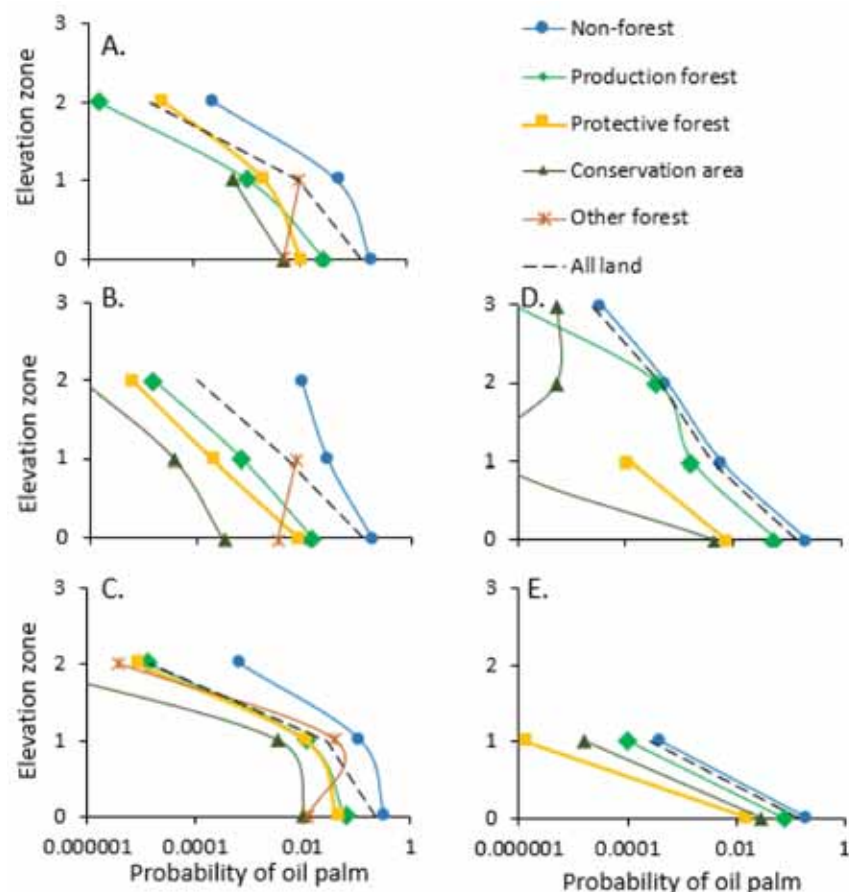 A.
3
2
1
0
Elevation zone
Non-forest
Production forest
Protective forest
Conservation area
Other forest
All land
B.
3
2
1
0
Elevation zone
D.
3
2
1
0
C.
3
2
1
0
Elevation zone
0.000001 0.0001 0.01 1
Probability of oil palm
E.
3
2
1
0
0.000001 0.0001 0.01 1
Probability of oil palm